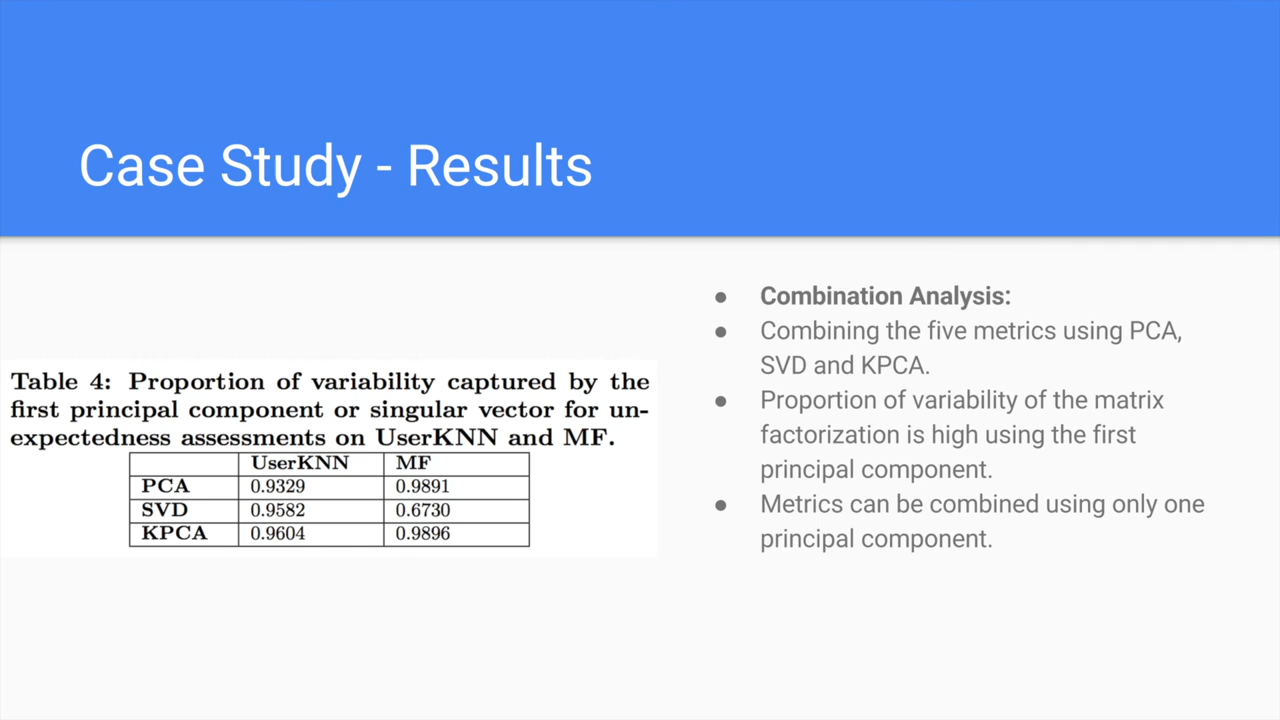 Case Study - Results
Table 4: Proportion of variability captured by the
first principal component or singular vector for un-
expectedness assessments on UserKNN and MF.
UserKNN MF
PCA 0.9329 0.9891
SVD 0.9582 0.6730
KPCA 0.9604 0.9896
● Combination Analysis:
● Combining the five metrics using PCA,
SVD and KPCA.
● Proportion of variability of the matrix
factorization is high using the first
principal component.
● Metrics can be combined using only one
principal component.